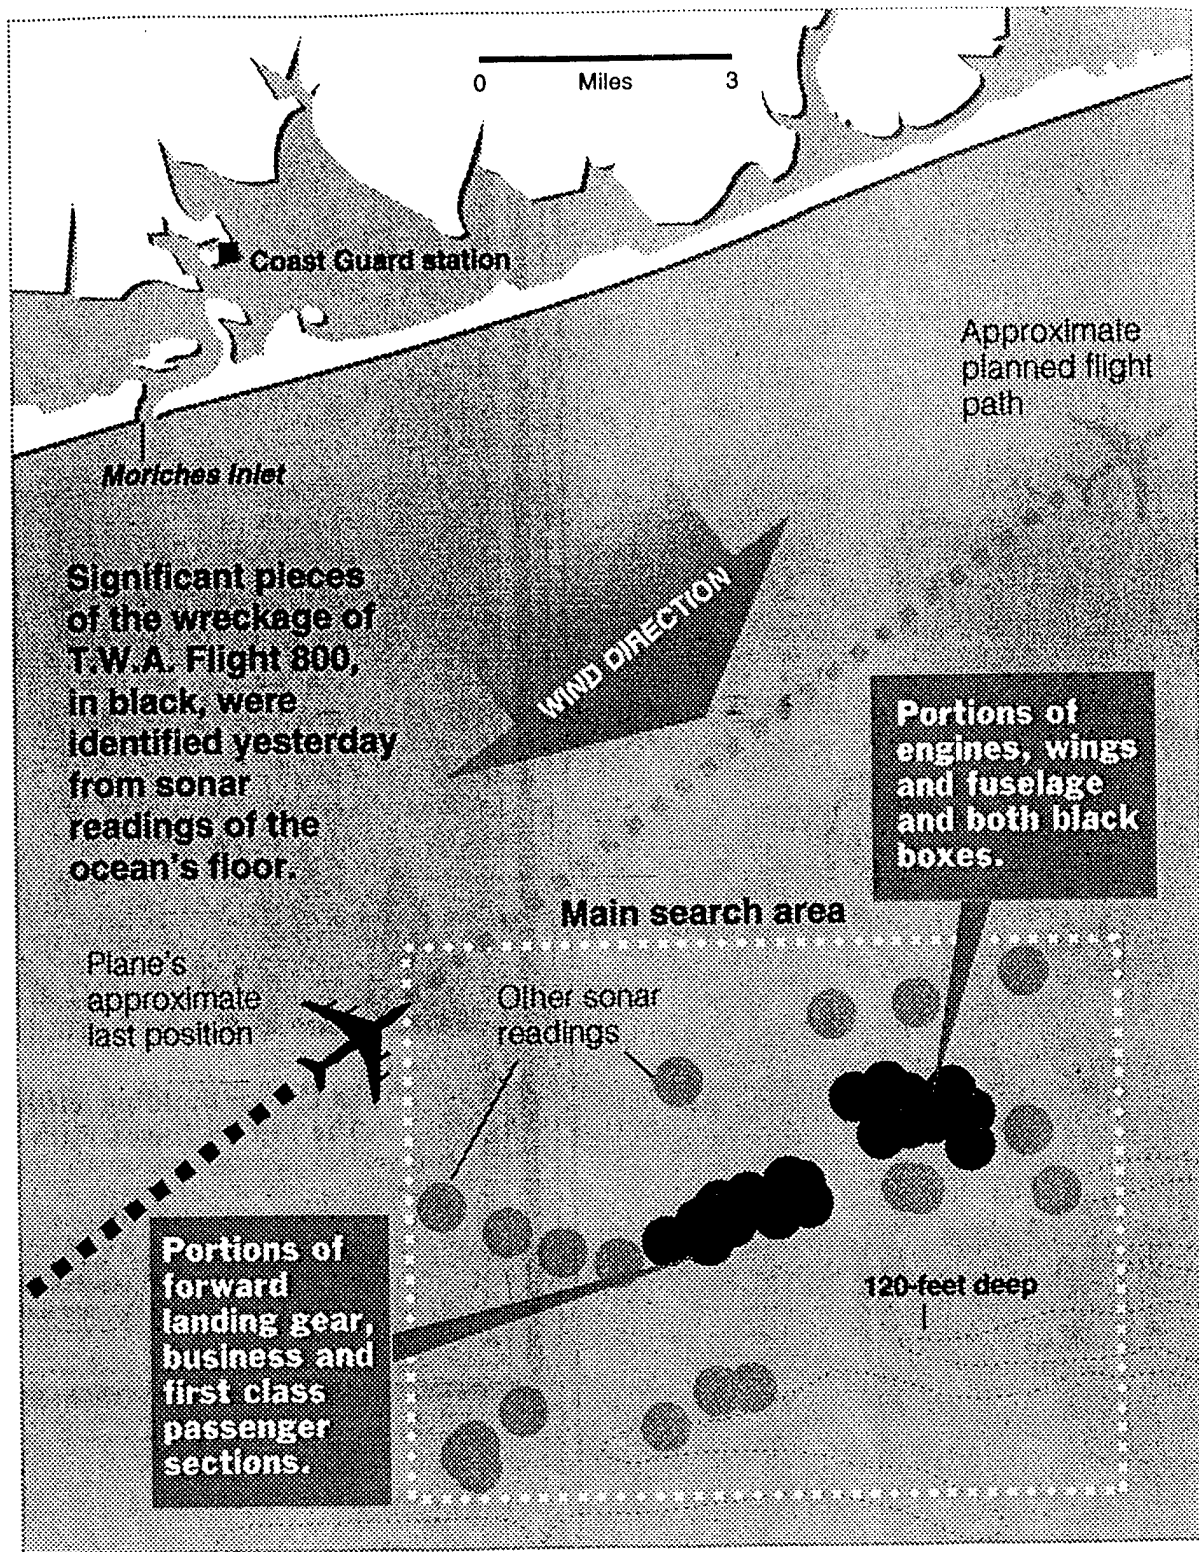 0 Miles 3
Coast Guard station
Approximate
planned flight
path
Moriches Inlet
Significant pieces
of the wreckage of
T.W.A. Flight 800,
in black, were
identified yesterday
from sonar
readings of the
ocean's floor.
WIND DIRECTION
Portions of
engines, wings
and fuselage
and both black
boxes.
Main search area
Plane's
approximate
last position
Other sonar
readings
Portions of
forward
landing gear,
business and
first class
passenger
sections.
120-feet deep